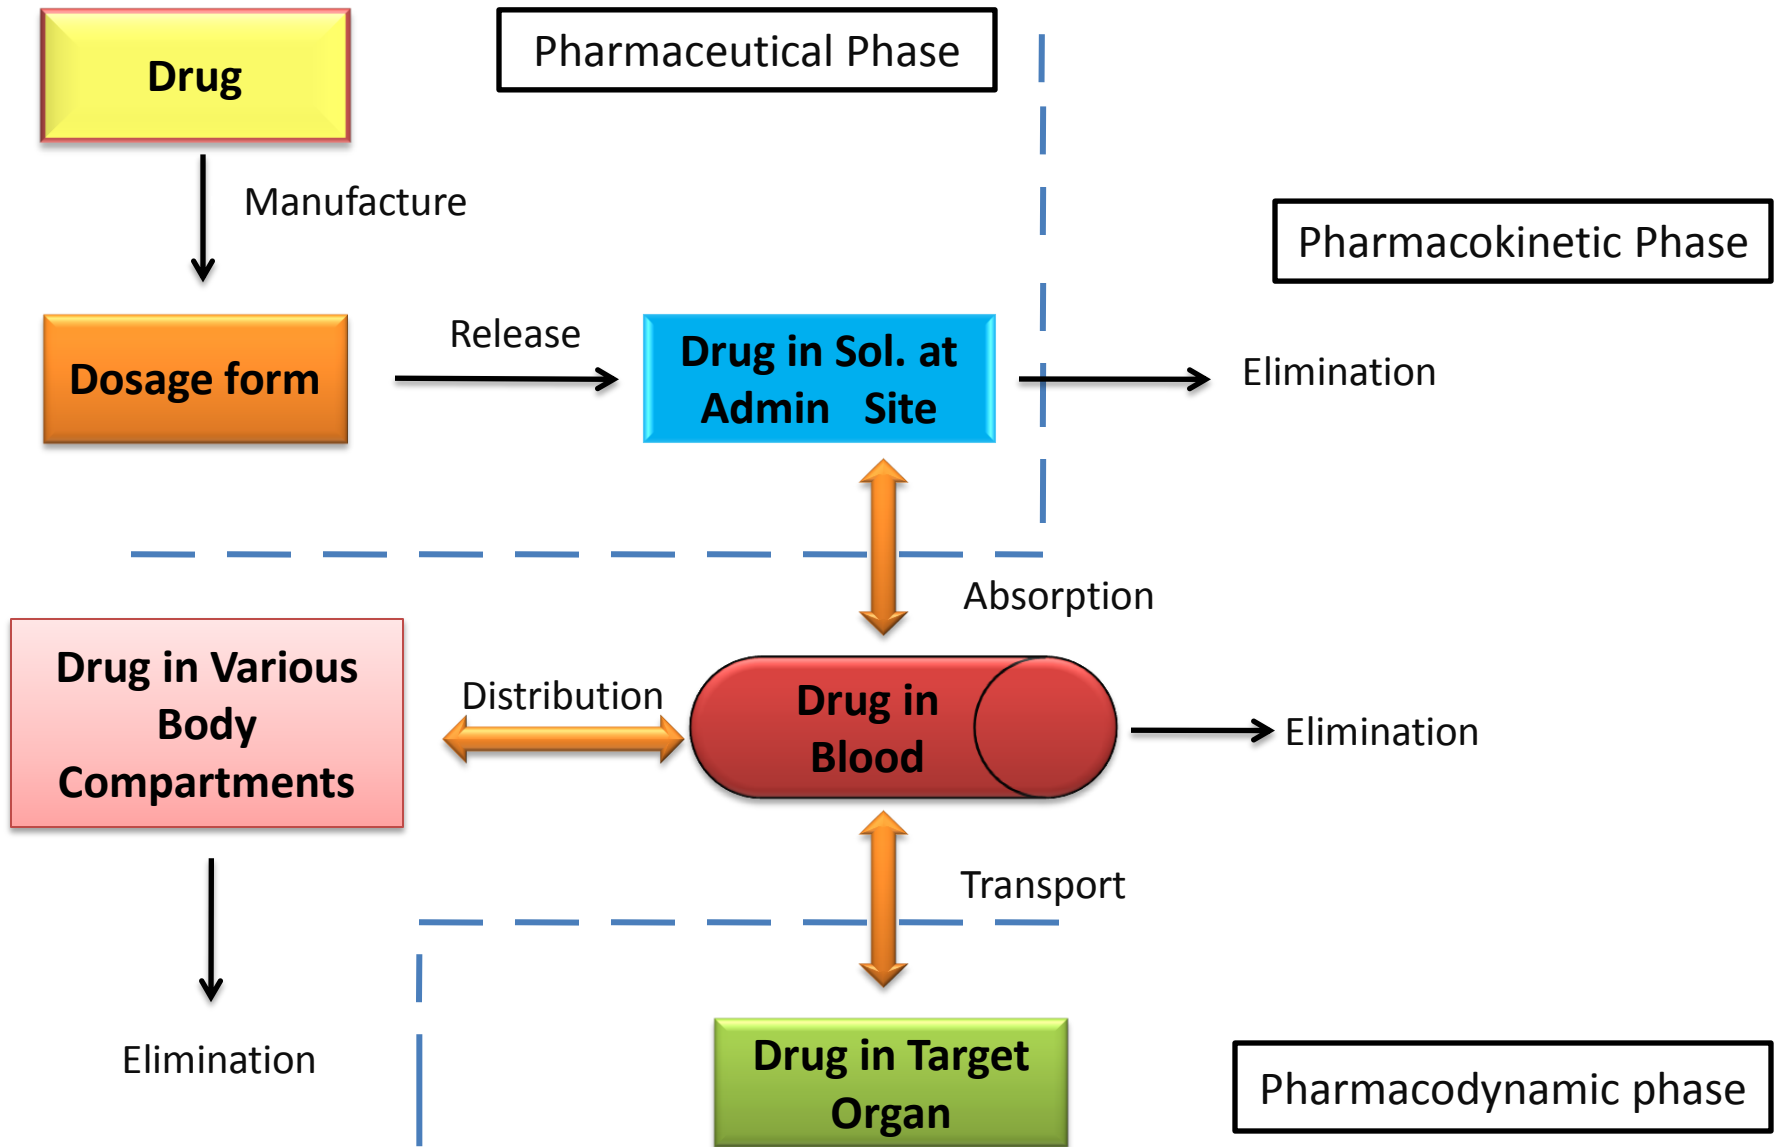 Pharmaceutical Phase
Drug
Manufacture
Pharmacokinetic Phase
Release
Dosage form
Drug in Sol. at
Admin Site
Elimination
Absorption
Drug in Various
Body
Compartments
Distribution
Drug in
Blood
Elimination
Transport
Elimination
Drug in Target
Organ
Pharmacodynamic phase